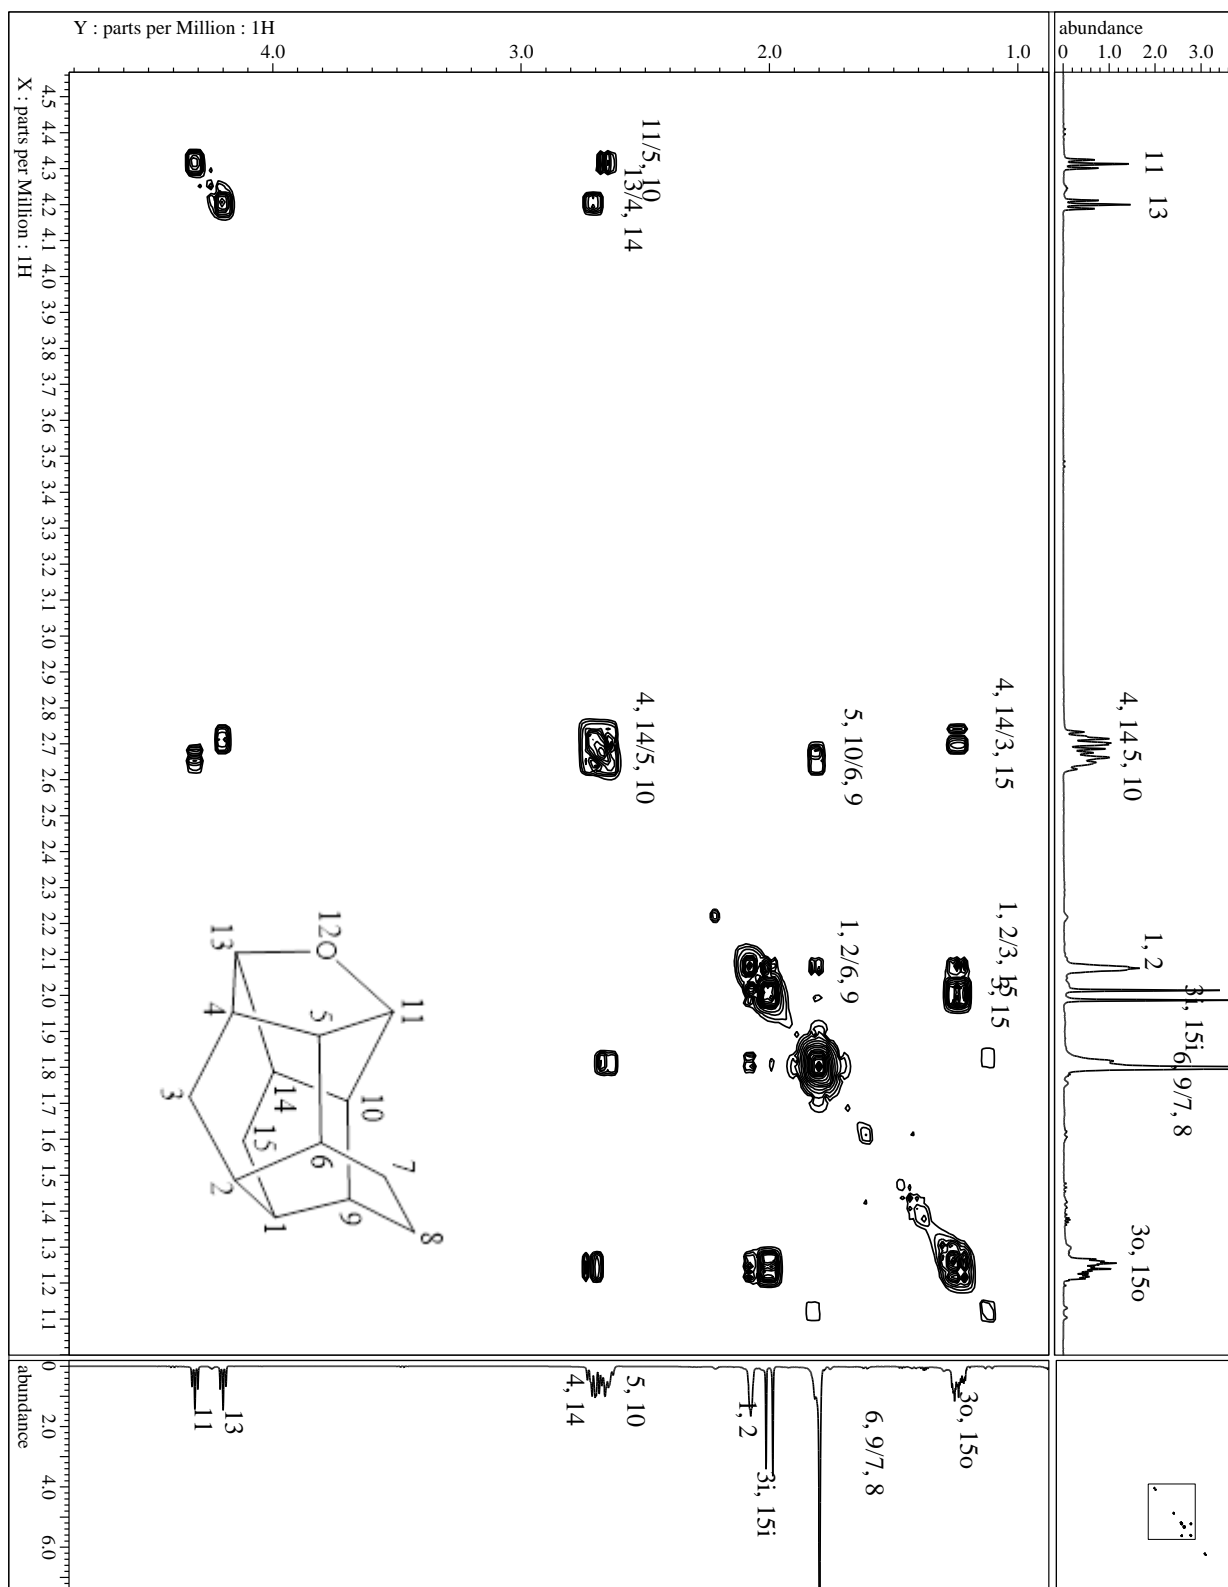 Y : parts per Million : 1H
4.0 3.0 2.0 1.0
abundance
0 1.0 2.0 3.0
X : parts per Million : 1H
4.5 4.4 4.3 4.2 4.1 4.0 3.9 3.8 3.7 3.6 3.5 3.4 3.3 3.2 3.1 3.0 2.9 2.8 2.7 2.6 2.5 2.4 2.3 2.2 2.1 2.0 1.9 1.8 1.7 1.6 1.5 1.4 1.3 1.2 1.1
11/5, 10
13/4, 14
4, 14/5, 10
5, 10/6, 9
4, 14/3, 15
1, 2/6, 9
1, 2/3, 15
3, 15
11
13
4, 14
5, 10
1, 2
3i, 15i
6, 9/7, 8
3o, 15o
12
O
13
11
4
5
3
14
10
15
6
7
2
1
9
8
abundance
0 2.0 4.0 6.0
11
13
4, 14
5, 10
1, 2
3i, 15i
6, 9/7, 8
3o, 15o